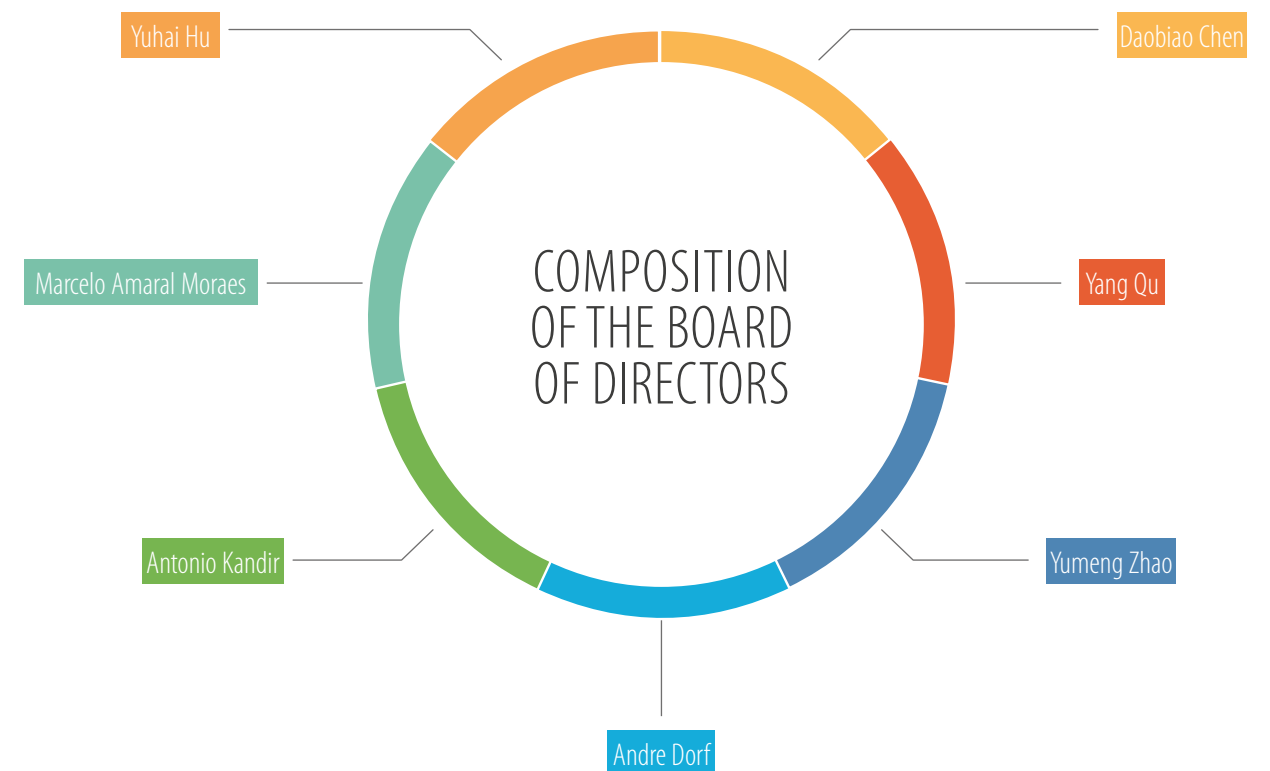 Yuhai Hu
Daobiao Chen
Marcelo Amaral Moraes
COMPOSITION
OF THE BOARD
OF DIRECTORS
Yang Qu
Antonio Kandir
Yumeng Zhao
Andre Dorf